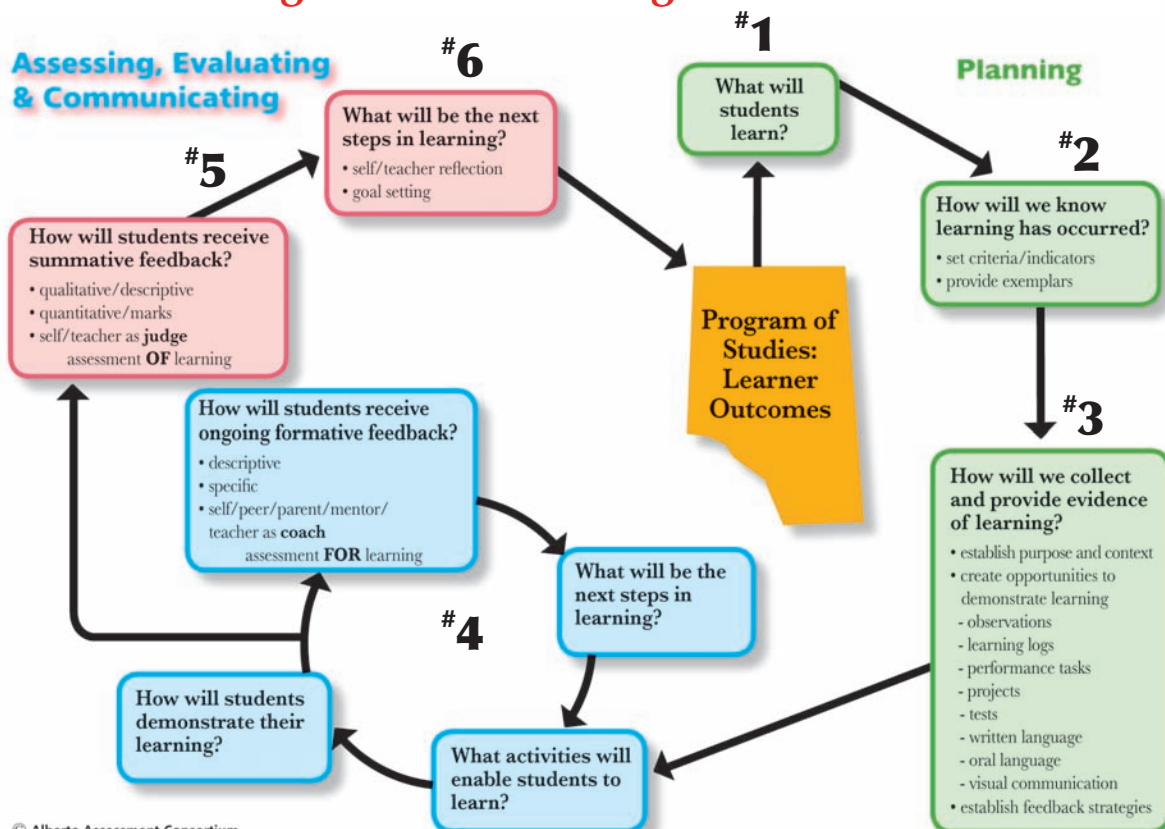 Assessing, Evaluating
& Communicating
Planning
#1
What will
students
learn?
#2
How will we know
learning has occurred?
• set criteria/indicators
• provide exemplars
#3
How will we collect
and provide evidence
of learning?
• establish purpose and context
• create opportunities to
demonstrate learning
- observations
- learning logs
- performance tasks
- projects
- tests
- written language
- oral language
- visual communication
• establish feedback strategies
#4
What activities will
enable students to
learn?
How will students
demonstrate their
learning?
How will students receive
ongoing formative feedback?
• descriptive
• specific
• self/peer/parent/mentor/
teacher as coach
assessment FOR learning
What will be the
next steps in
learning?
#5
How will students receive
summative feedback?
• qualitative/descriptive
• quantitative/marks
• self/teacher as judge
assessment OF learning
#6
What will be the next
steps in learning?
• self/teacher reflection
• goal setting
Program of
Studies:
Learner
Outcomes
© Alberta Assessment Consortium